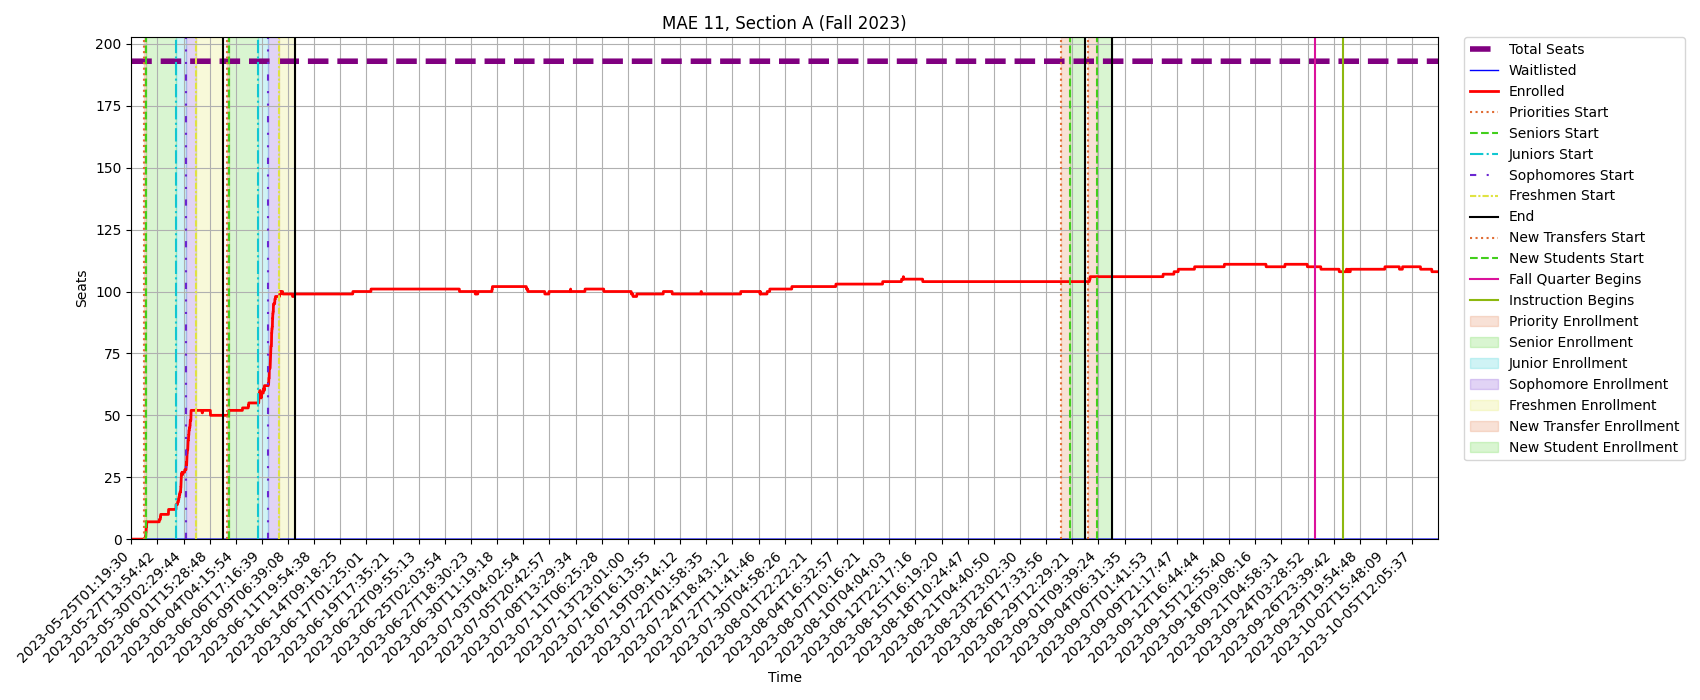 MAE 11, Section A (Fall 2023)
200
175
150
125
100
75
50
25
0
Seats
2023-05-25T01:19:30
2023-05-27T13:54:42
2023-05-30T02:29:44
2023-06-01T15:28:48
2023-06-04T04:15:54
2023-06-06T17:16:39
2023-06-09T06:39:08
2023-06-11T19:54:38
2023-06-14T09:18:25
2023-06-17T01:25:01
2023-06-19T17:35:21
2023-06-22T09:55:13
2023-06-25T02:03:54
2023-06-27T18:30:23
2023-06-30T11:19:18
2023-07-03T04:02:54
2023-07-05T20:42:57
2023-07-08T13:29:34
2023-07-11T06:25:28
2023-07-13T23:01:00
2023-07-16T16:13:55
2023-07-19T09:14:12
2023-07-22T01:58:35
2023-07-24T18:43:12
2023-07-27T11:41:46
2023-07-30T04:58:26
2023-08-01T22:22:21
2023-08-04T16:32:57
2023-08-07T10:16:21
2023-08-10T04:04:03
2023-08-12T22:17:16
2023-08-15T16:19:20
2023-08-18T10:24:47
2023-08-21T04:40:50
2023-08-23T23:02:30
2023-08-26T17:33:56
2023-08-29T12:29:21
2023-09-01T09:39:24
2023-09-04T06:31:35
2023-09-07T01:41:53
2023-09-09T21:17:47
2023-09-12T16:44:44
2023-09-15T12:55:40
2023-09-18T09:08:16
2023-09-21T04:58:31
2023-09-24T03:28:52
2023-09-26T23:39:42
2023-09-29T19:54:48
2023-10-02T15:48:09
2023-10-05T12:05:37
Time
Total Seats
Waitlisted
Enrolled
Priorities Start
Seniors Start
Juniors Start
Sophomores Start
Freshmen Start
End
New Transfers Start
New Students Start
Fall Quarter Begins
Instruction Begins
Priority Enrollment
Senior Enrollment
Junior Enrollment
Sophomore Enrollment
Freshmen Enrollment
New Transfer Enrollment
New Student Enrollment